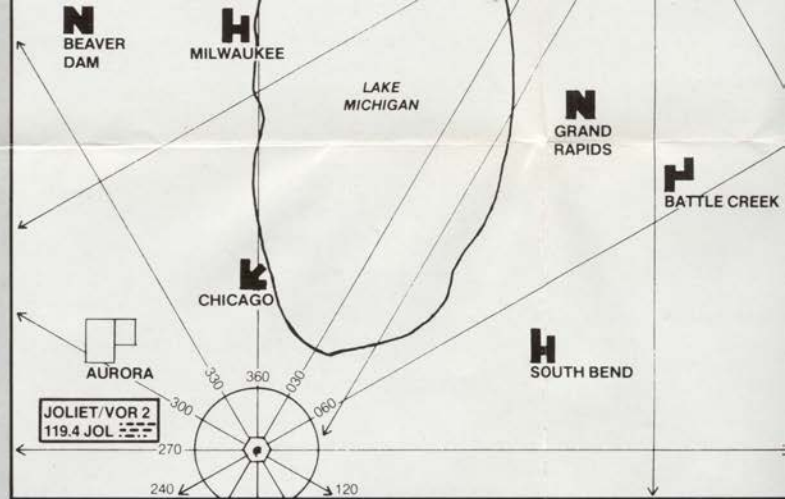 BEAVER
DAM
MILWAUKEE
LAKE
MICHIGAN
GRAND
RAPIDS
BATTLE CREEK
CHICAGO
SOUTH BEND
AURORA
JOLIET/VOR 2
119.4 JOL
330
360
030
300
060
270
240
120